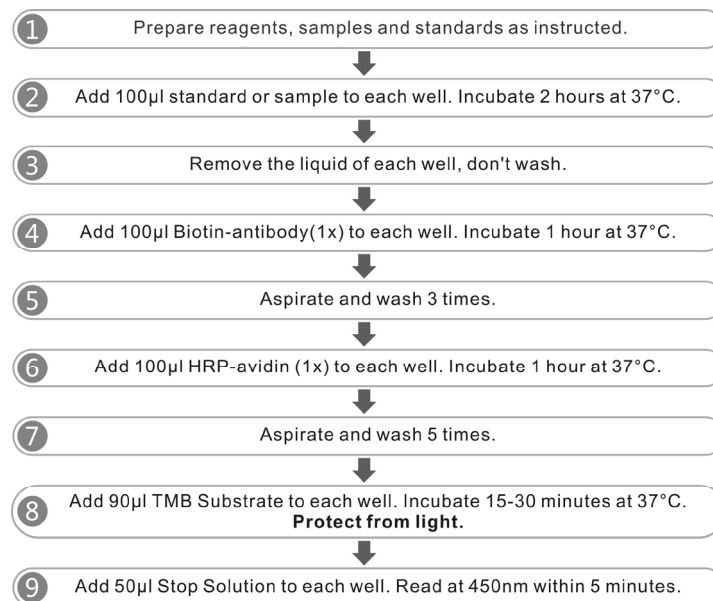 1 Prepare reagents, samples and standards as instructed.
2 Add 100μl standard or sample to each well. Incubate 2 hours at 37°C.
3 Remove the liquid of each well, don't wash.
4 Add 100μl Biotin-antibody(1x) to each well. Incubate 1 hour at 37°C.
5 Aspirate and wash 3 times.
6 Add 100μl HRP-avidin (1x) to each well. Incubate 1 hour at 37°C.
7 Aspirate and wash 5 times.
8 Add 90μl TMB Substrate to each well. Incubate 15-30 minutes at 37°C.
Protect from light.
9 Add 50μl Stop Solution to each well. Read at 450nm within 5 minutes.